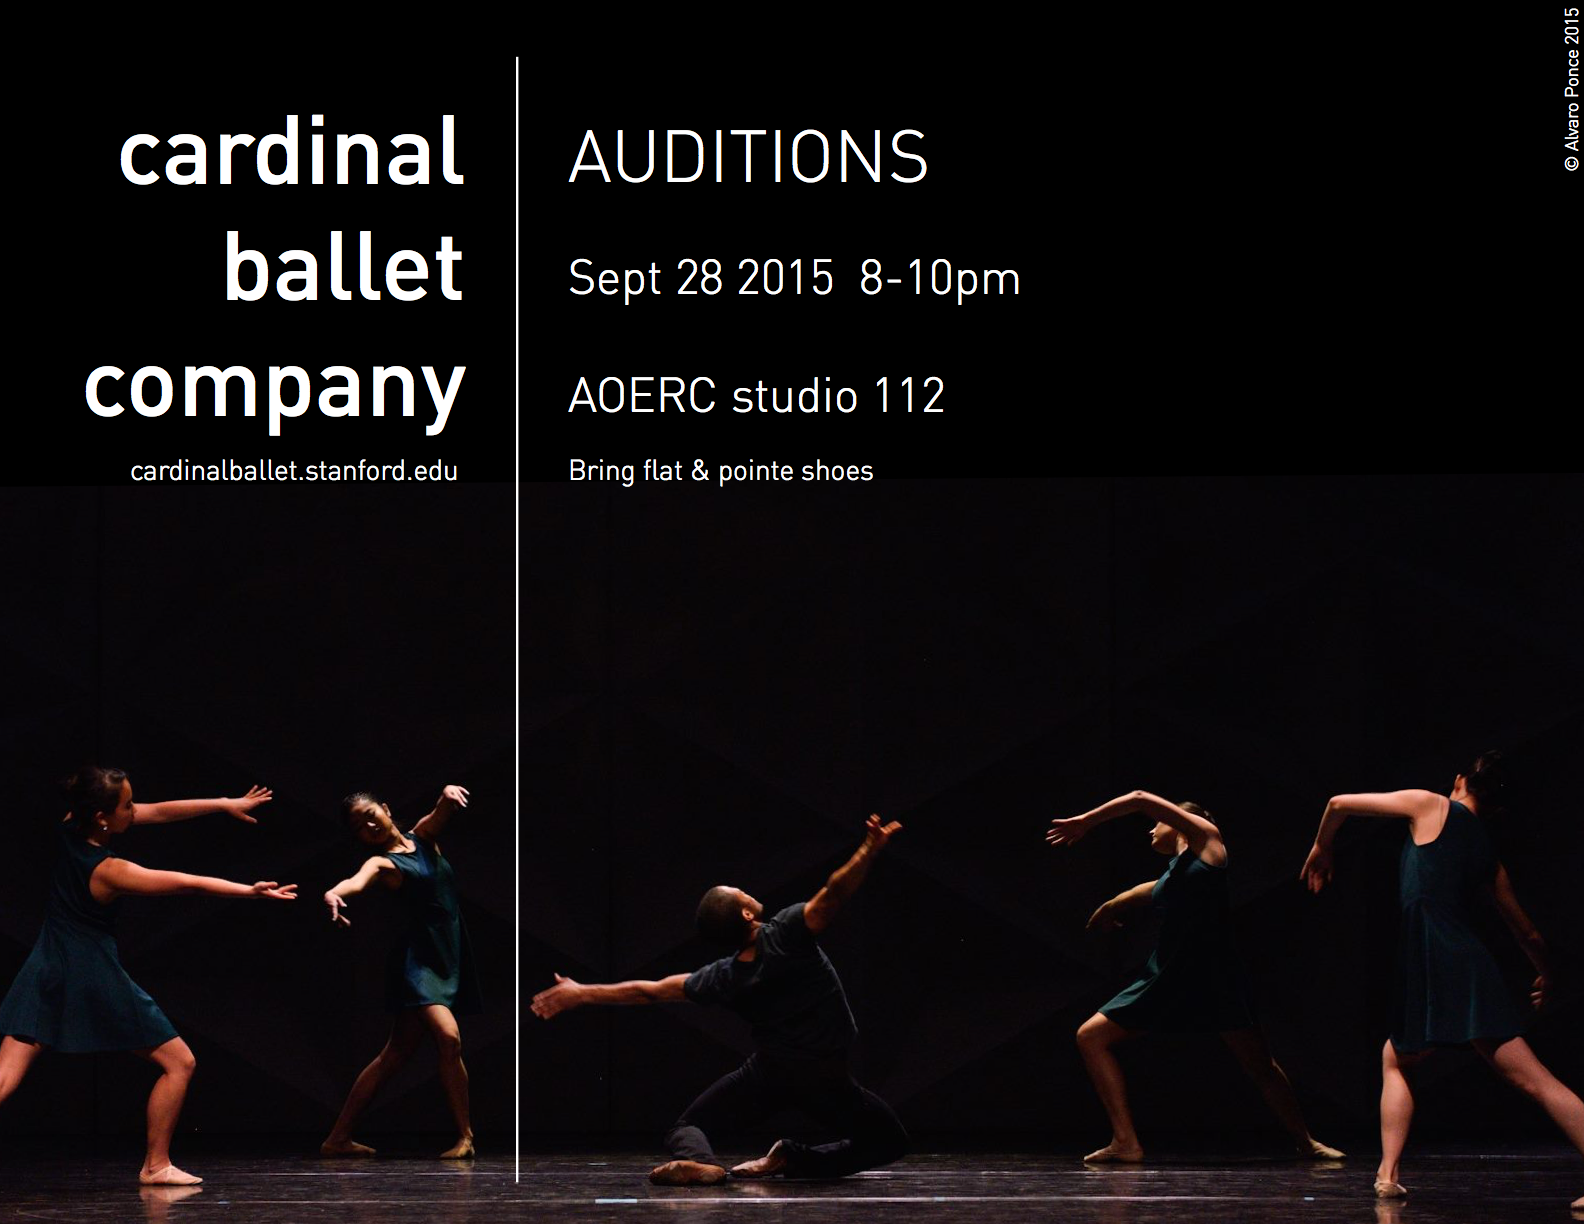 cardinal
ballet
company
cardinalballet.stanford.edu
AUDITIONS
Sept 28 2015  8-10pm
AOERC studio 112
Bring flat & pointe shoes
© Alvaro Ponce 2015